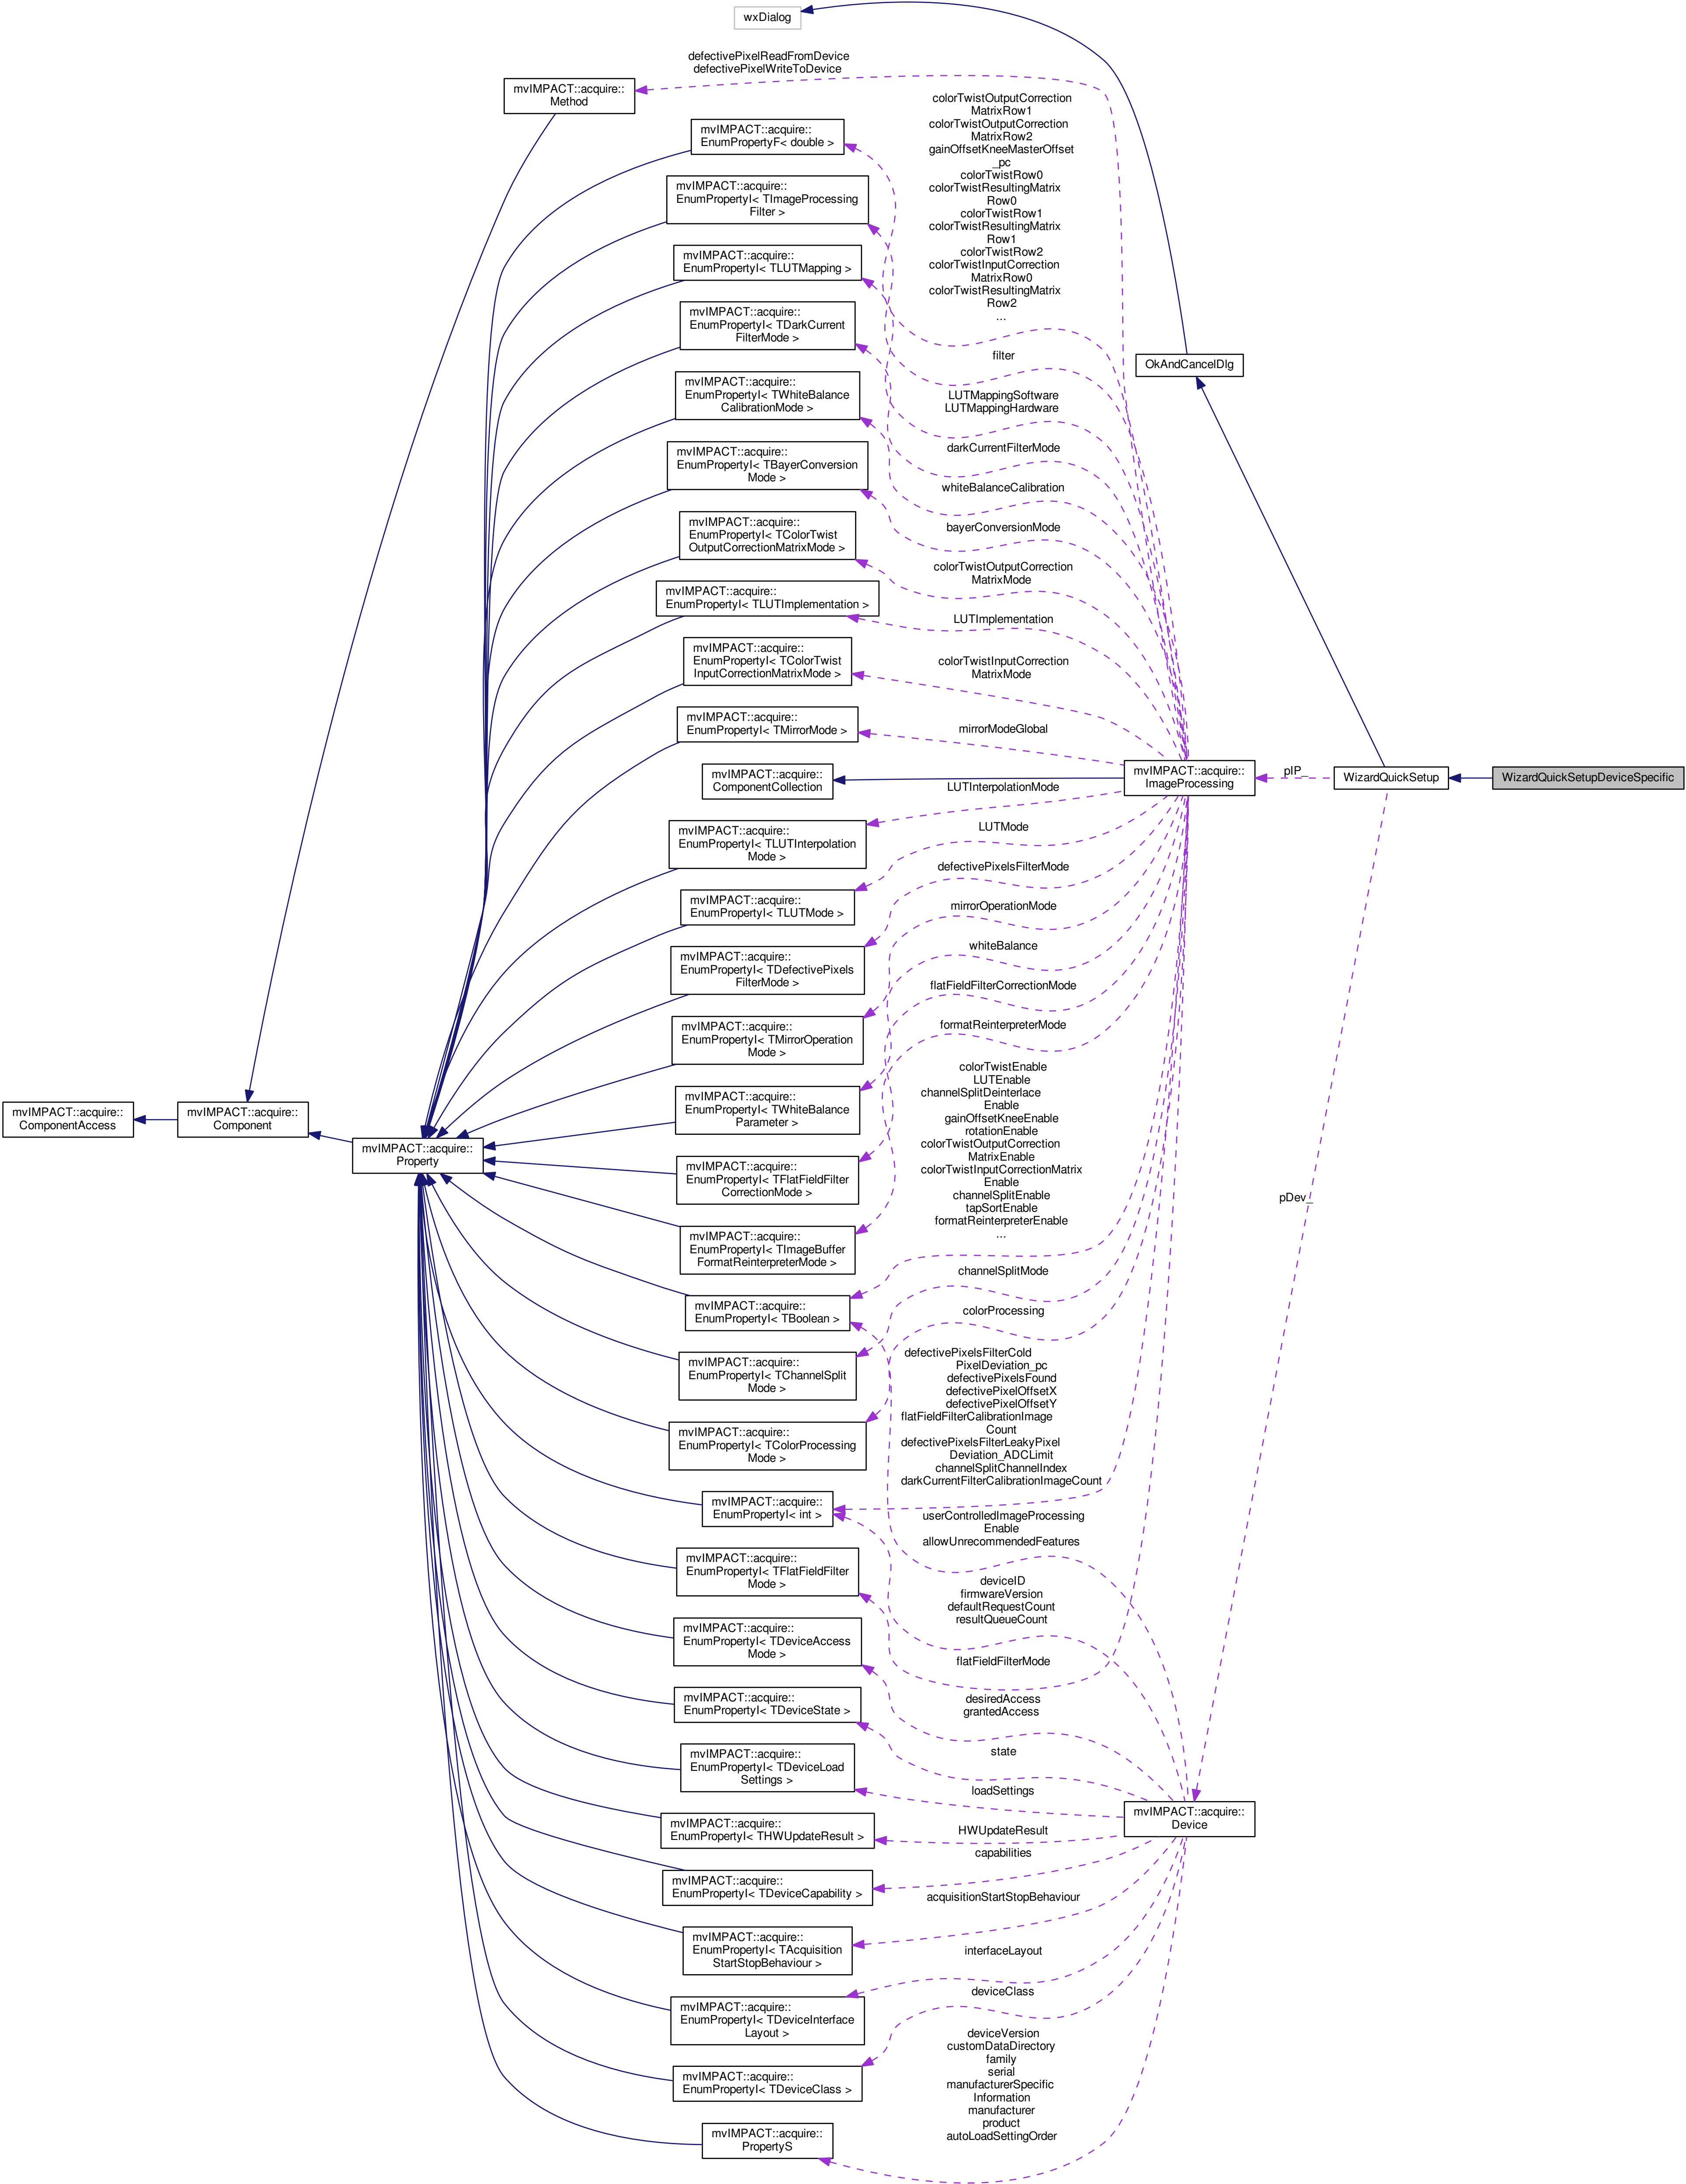 wxDialog
defectivePixelReadFromDevice
defectivePixelWriteToDevice
mvIMPACT::acquire::
Method
colorTwistOutputCorrection
MatrixRow1
colorTwistOutputCorrection
MatrixRow2
gainOffsetKneeMasterOffset
_pc
colorTwistRow0
colorTwistResultingMatrix
Row0
colorTwistRow1
colorTwistResultingMatrix
Row1
colorTwistRow2
colorTwistInputCorrection
MatrixRow0
colorTwistResultingMatrix
Row2
...
mvIMPACT::acquire::
EnumPropertyF< double >
mvIMPACT::acquire::
EnumPropertyI< TImageProcessing
Filter >
mvIMPACT::acquire::
EnumPropertyI< TLUTMapping >
mvIMPACT::acquire::
EnumPropertyI< TDarkCurrent
FilterMode >
filter
OkAndCancelDlg
mvIMPACT::acquire::
EnumPropertyI< TWhiteBalance
CalibrationMode >
LUTMappingSoftware
LUTMappingHardware
darkCurrentFilterMode
mvIMPACT::acquire::
EnumPropertyI< TBayerConversion
Mode >
whiteBalanceCalibration
mvIMPACT::acquire::
EnumPropertyI< TColorTwist
OutputCorrectionMatrixMode >
bayerConversionMode
colorTwistOutputCorrection
MatrixMode
mvIMPACT::acquire::
EnumPropertyI< TLUTImplementation >
LUTImplementation
mvIMPACT::acquire::
EnumPropertyI< TColorTwist
InputCorrectionMatrixMode >
colorTwistInputCorrection
MatrixMode
mvIMPACT::acquire::
EnumPropertyI< TMirrorMode >
mirrorModeGlobal
mvIMPACT::acquire::
ComponentCollection
mvIMPACT::acquire::
ImageProcessing
pIP_
WizardQuickSetup
WizardQuickSetupDeviceSpecific
LUTInterpolationMode
mvIMPACT::acquire::
EnumPropertyI< TLUTInterpolation
Mode >
LUTMode
mvIMPACT::acquire::
EnumPropertyI< TLUTMode >
defectivePixelsFilterMode
mvIMPACT::acquire::
EnumPropertyI< TDefectivePixels
FilterMode >
mirrorOperationMode
whiteBalance
mvIMPACT::acquire::
EnumPropertyI< TMirrorOperation
Mode >
flatFieldFilterCorrectionMode
formatReinterpreterMode
mvIMPACT::acquire::
EnumPropertyI< TWhiteBalance
Parameter >
mvIMPACT::acquire::
ComponentAccess
mvIMPACT::acquire::
Component
mvIMPACT::acquire::
Property
colorTwistEnable
LUTEnable
channelSplitDeinterlace
Enable
gainOffsetKneeEnable
rotationEnable
colorTwistOutputCorrection
MatrixEnable
colorTwistInputCorrectionMatrix
Enable
channelSplitEnable
tapSortEnable
formatReinterpreterEnable
...
mvIMPACT::acquire::
EnumPropertyI< TFlatFieldFilter
CorrectionMode >
pDev_
mvIMPACT::acquire::
EnumPropertyI< TImageBuffer
FormatReinterpreterMode >
channelSplitMode
mvIMPACT::acquire::
EnumPropertyI< TBoolean >
colorProcessing
mvIMPACT::acquire::
EnumPropertyI< TChannelSplit
Mode >
defectivePixelsFilterCold
PixelDeviation_pc
defectivePixelsFound
defectivePixelOffsetX
defectivePixelOffsetY
flatFieldFilterCalibrationImage
Count
defectivePixelsFilterLeakyPixel
Deviation_ADCLimit
channelSplitChannelIndex
darkCurrentFilterCalibrationImageCount
mvIMPACT::acquire::
EnumPropertyI< TColorProcessing
Mode >
mvIMPACT::acquire::
EnumPropertyI< int >
userControlledImageProcessing
Enable
allowUnrecommendedFeatures
mvIMPACT::acquire::
EnumPropertyI< TFlatFieldFilter
Mode >
deviceID
firmwareVersion
defaultRequestCount
resultQueueCount
mvIMPACT::acquire::
EnumPropertyI< TDeviceAccess
Mode >
flatFieldFilterMode
mvIMPACT::acquire::
EnumPropertyI< TDeviceState >
desiredAccess
grantedAccess
mvIMPACT::acquire::
EnumPropertyI< TDeviceLoad
Settings >
state
loadSettings
mvIMPACT::acquire::
Device
mvIMPACT::acquire::
EnumPropertyI< THWUpdateResult >
HWUpdateResult
capabilities
mvIMPACT::acquire::
EnumPropertyI< TDeviceCapability >
acquisitionStartStopBehaviour
mvIMPACT::acquire::
EnumPropertyI< TAcquisition
StartStopBehaviour >
interfaceLayout
mvIMPACT::acquire::
EnumPropertyI< TDeviceInterface
Layout >
deviceClass
mvIMPACT::acquire::
EnumPropertyI< TDeviceClass >
deviceVersion
customDataDirectory
family
serial
manufacturerSpecific
Information
manufacturer
product
autoLoadSettingOrder
mvIMPACT::acquire::
PropertyS